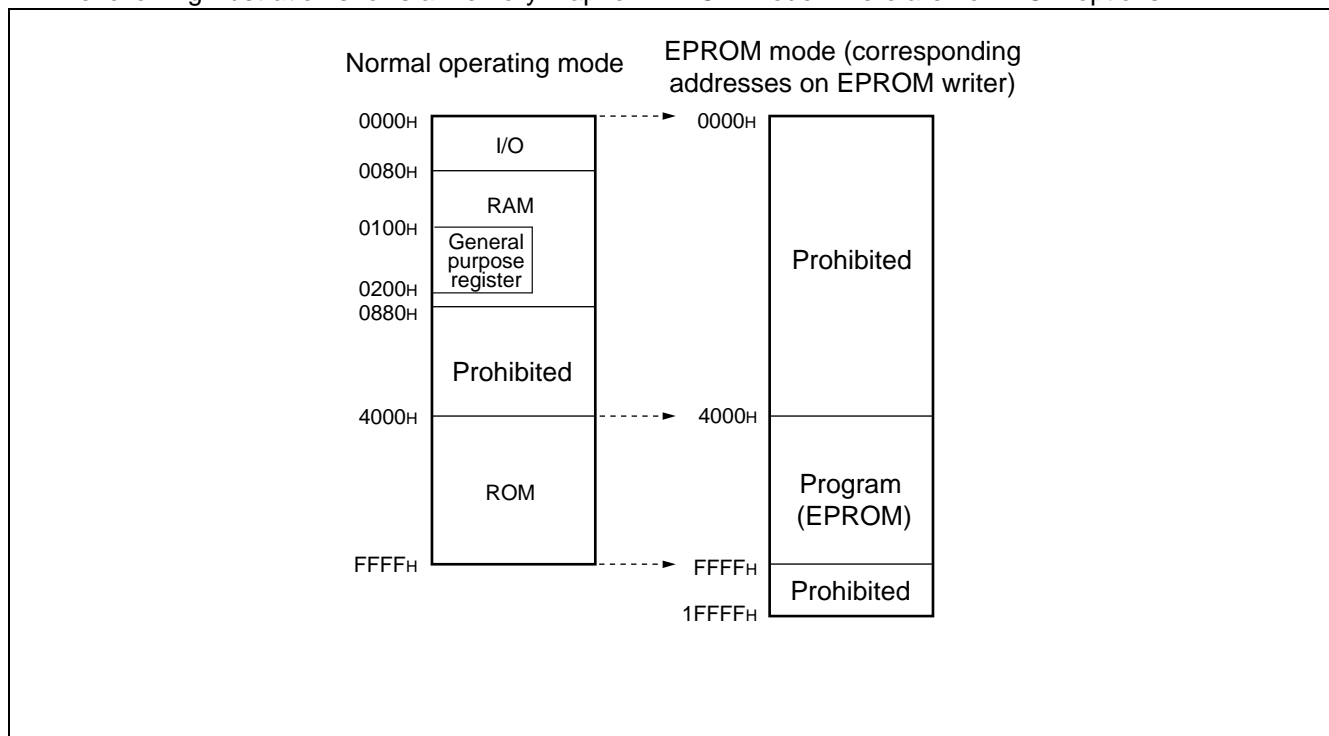 Normal operating mode
EPROM mode (corresponding
addresses on EPROM writer)
0000H
I/O
0080H
RAM
0100H
General
purpose
register
0200H
0880H
Prohibited
4000H
ROM
FFFFH
0000H
Prohibited
4000H
Program
(EPROM)
FFFFH
Prohibited
1FFFFH